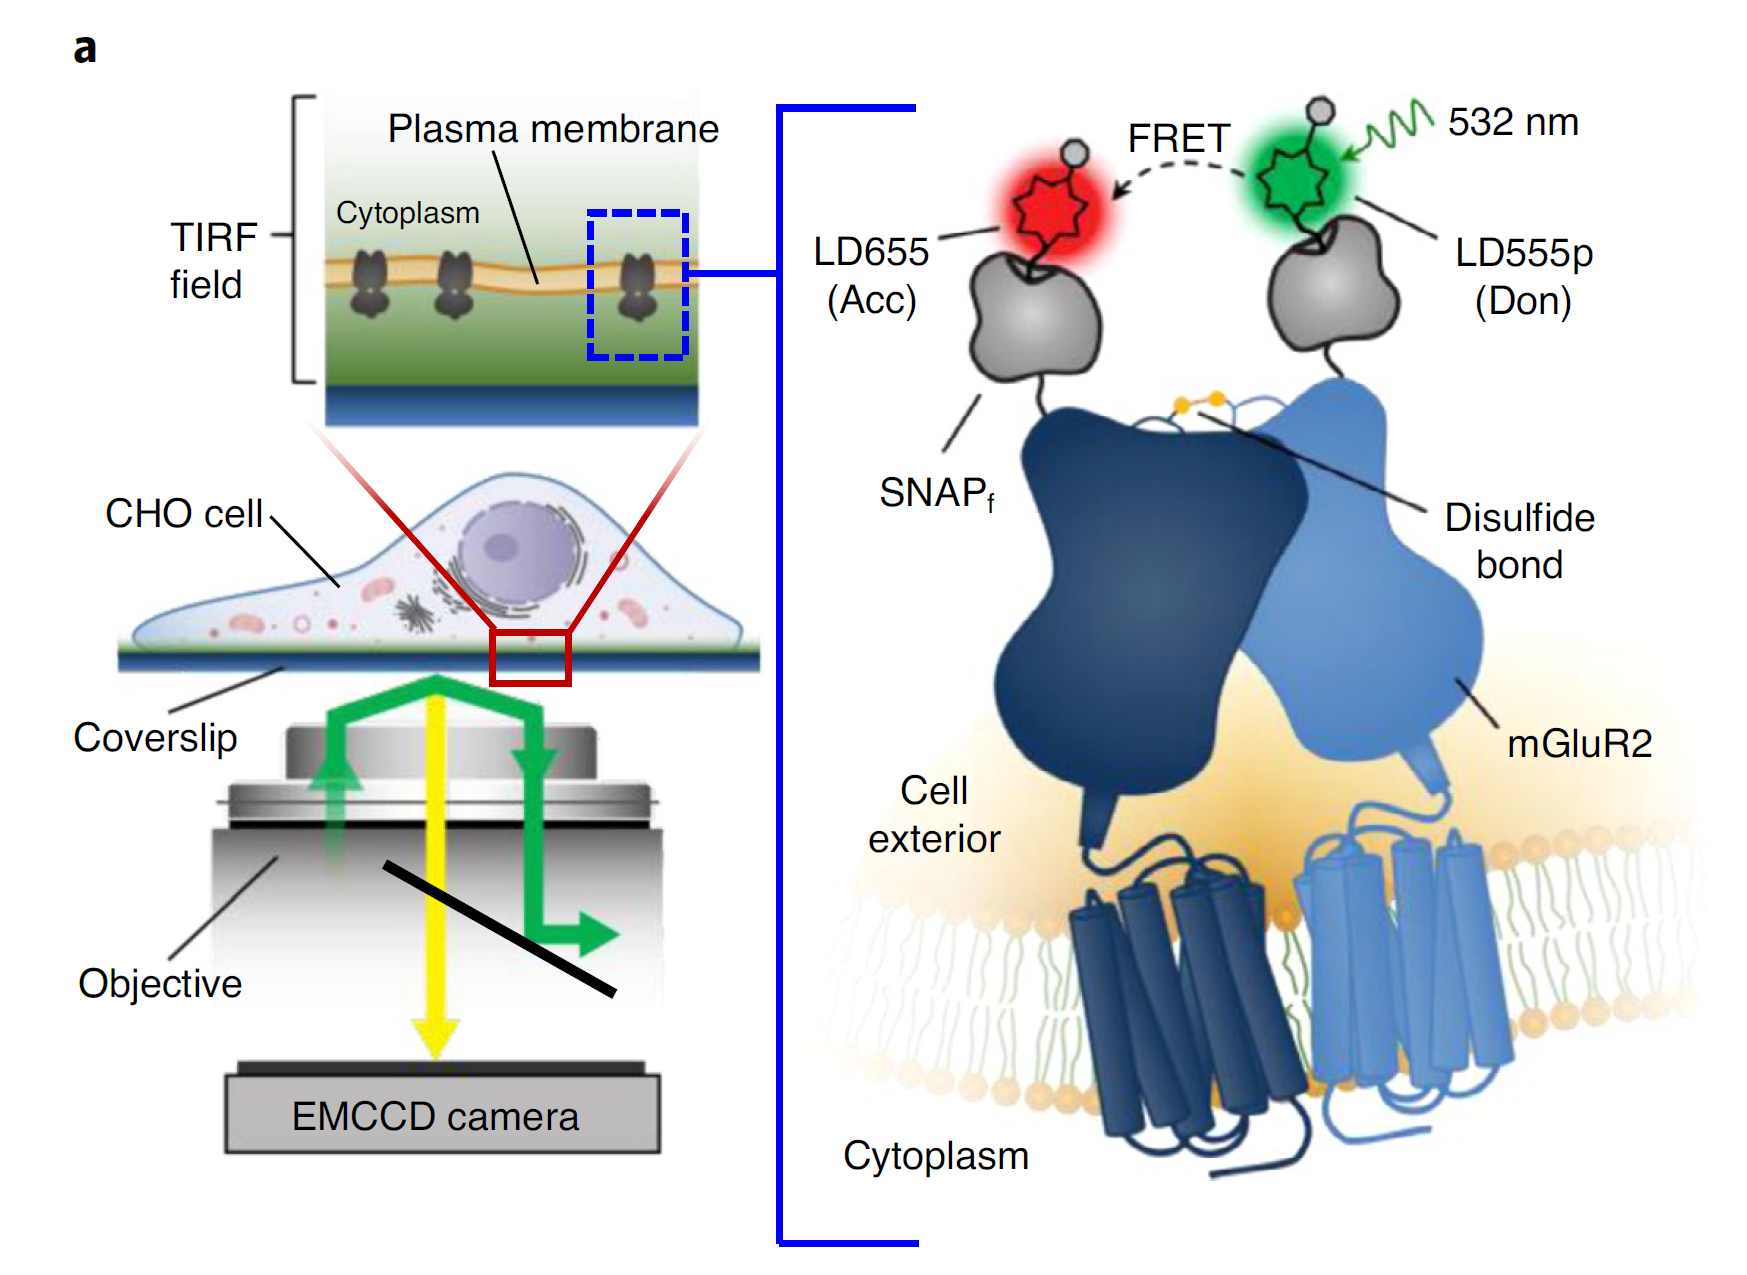 a
Plasma membrane
Cytoplasm
TIRF
field
CHO cell
Coverslip
Objective
EMCCD camera
FRET
532 nm
LD655
(Acc)
LD555p
(Don)
SNAPf
Disulfide
bond
mGluR2
Cell
exterior
Cytoplasm